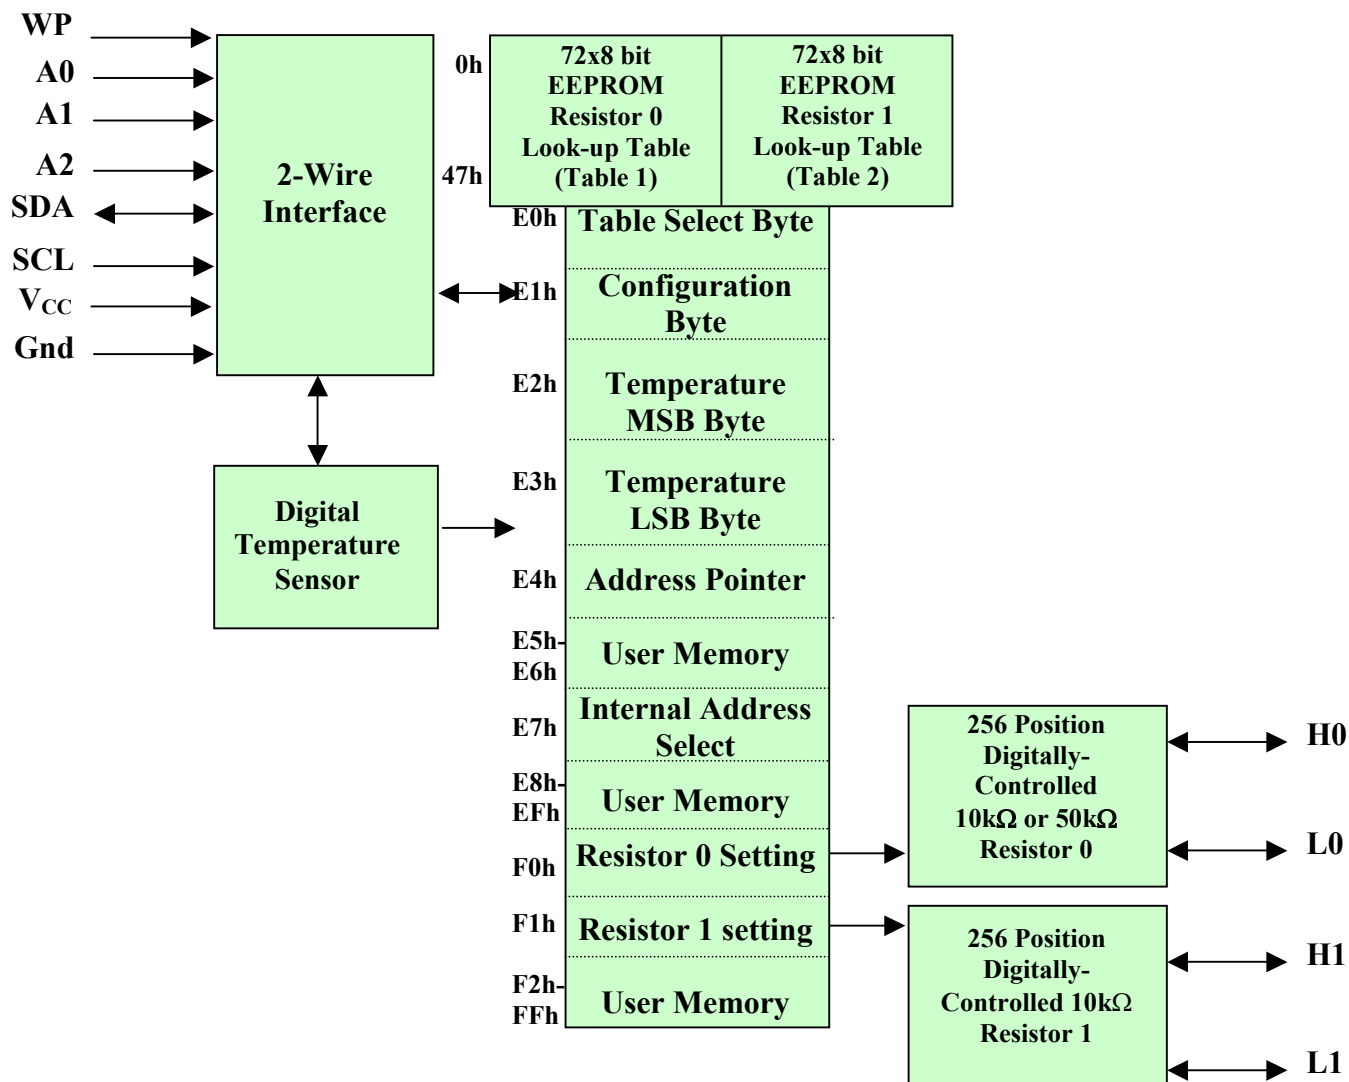 WP
A0
A1
A2
SDA
SCL
VCC
Gnd
2-Wire
Interface
Digital
Temperature
Sensor
0h
47h
72x8 bit
EEPROM
Resistor 0
Look-up Table
(Table 1)
72x8 bit
EEPROM
Resistor 1
Look-up Table
(Table 2)
E0h
Table Select Byte
E1h
Configuration
Byte
E2h
Temperature
MSB Byte
E3h
Temperature
LSB Byte
E4h
Address Pointer
E5h-
E6h
User Memory
E7h
Internal Address
Select
E8h-
EFh
User Memory
F0h
Resistor 0 Setting
F1h
Resistor 1 setting
F2h-
FFh
User Memory
256 Position
Digitally-
Controlled
10kΩ or 50kΩ
Resistor 0
H0
L0
256 Position
Digitally-
Controlled 10kΩ
Resistor 1
H1
L1